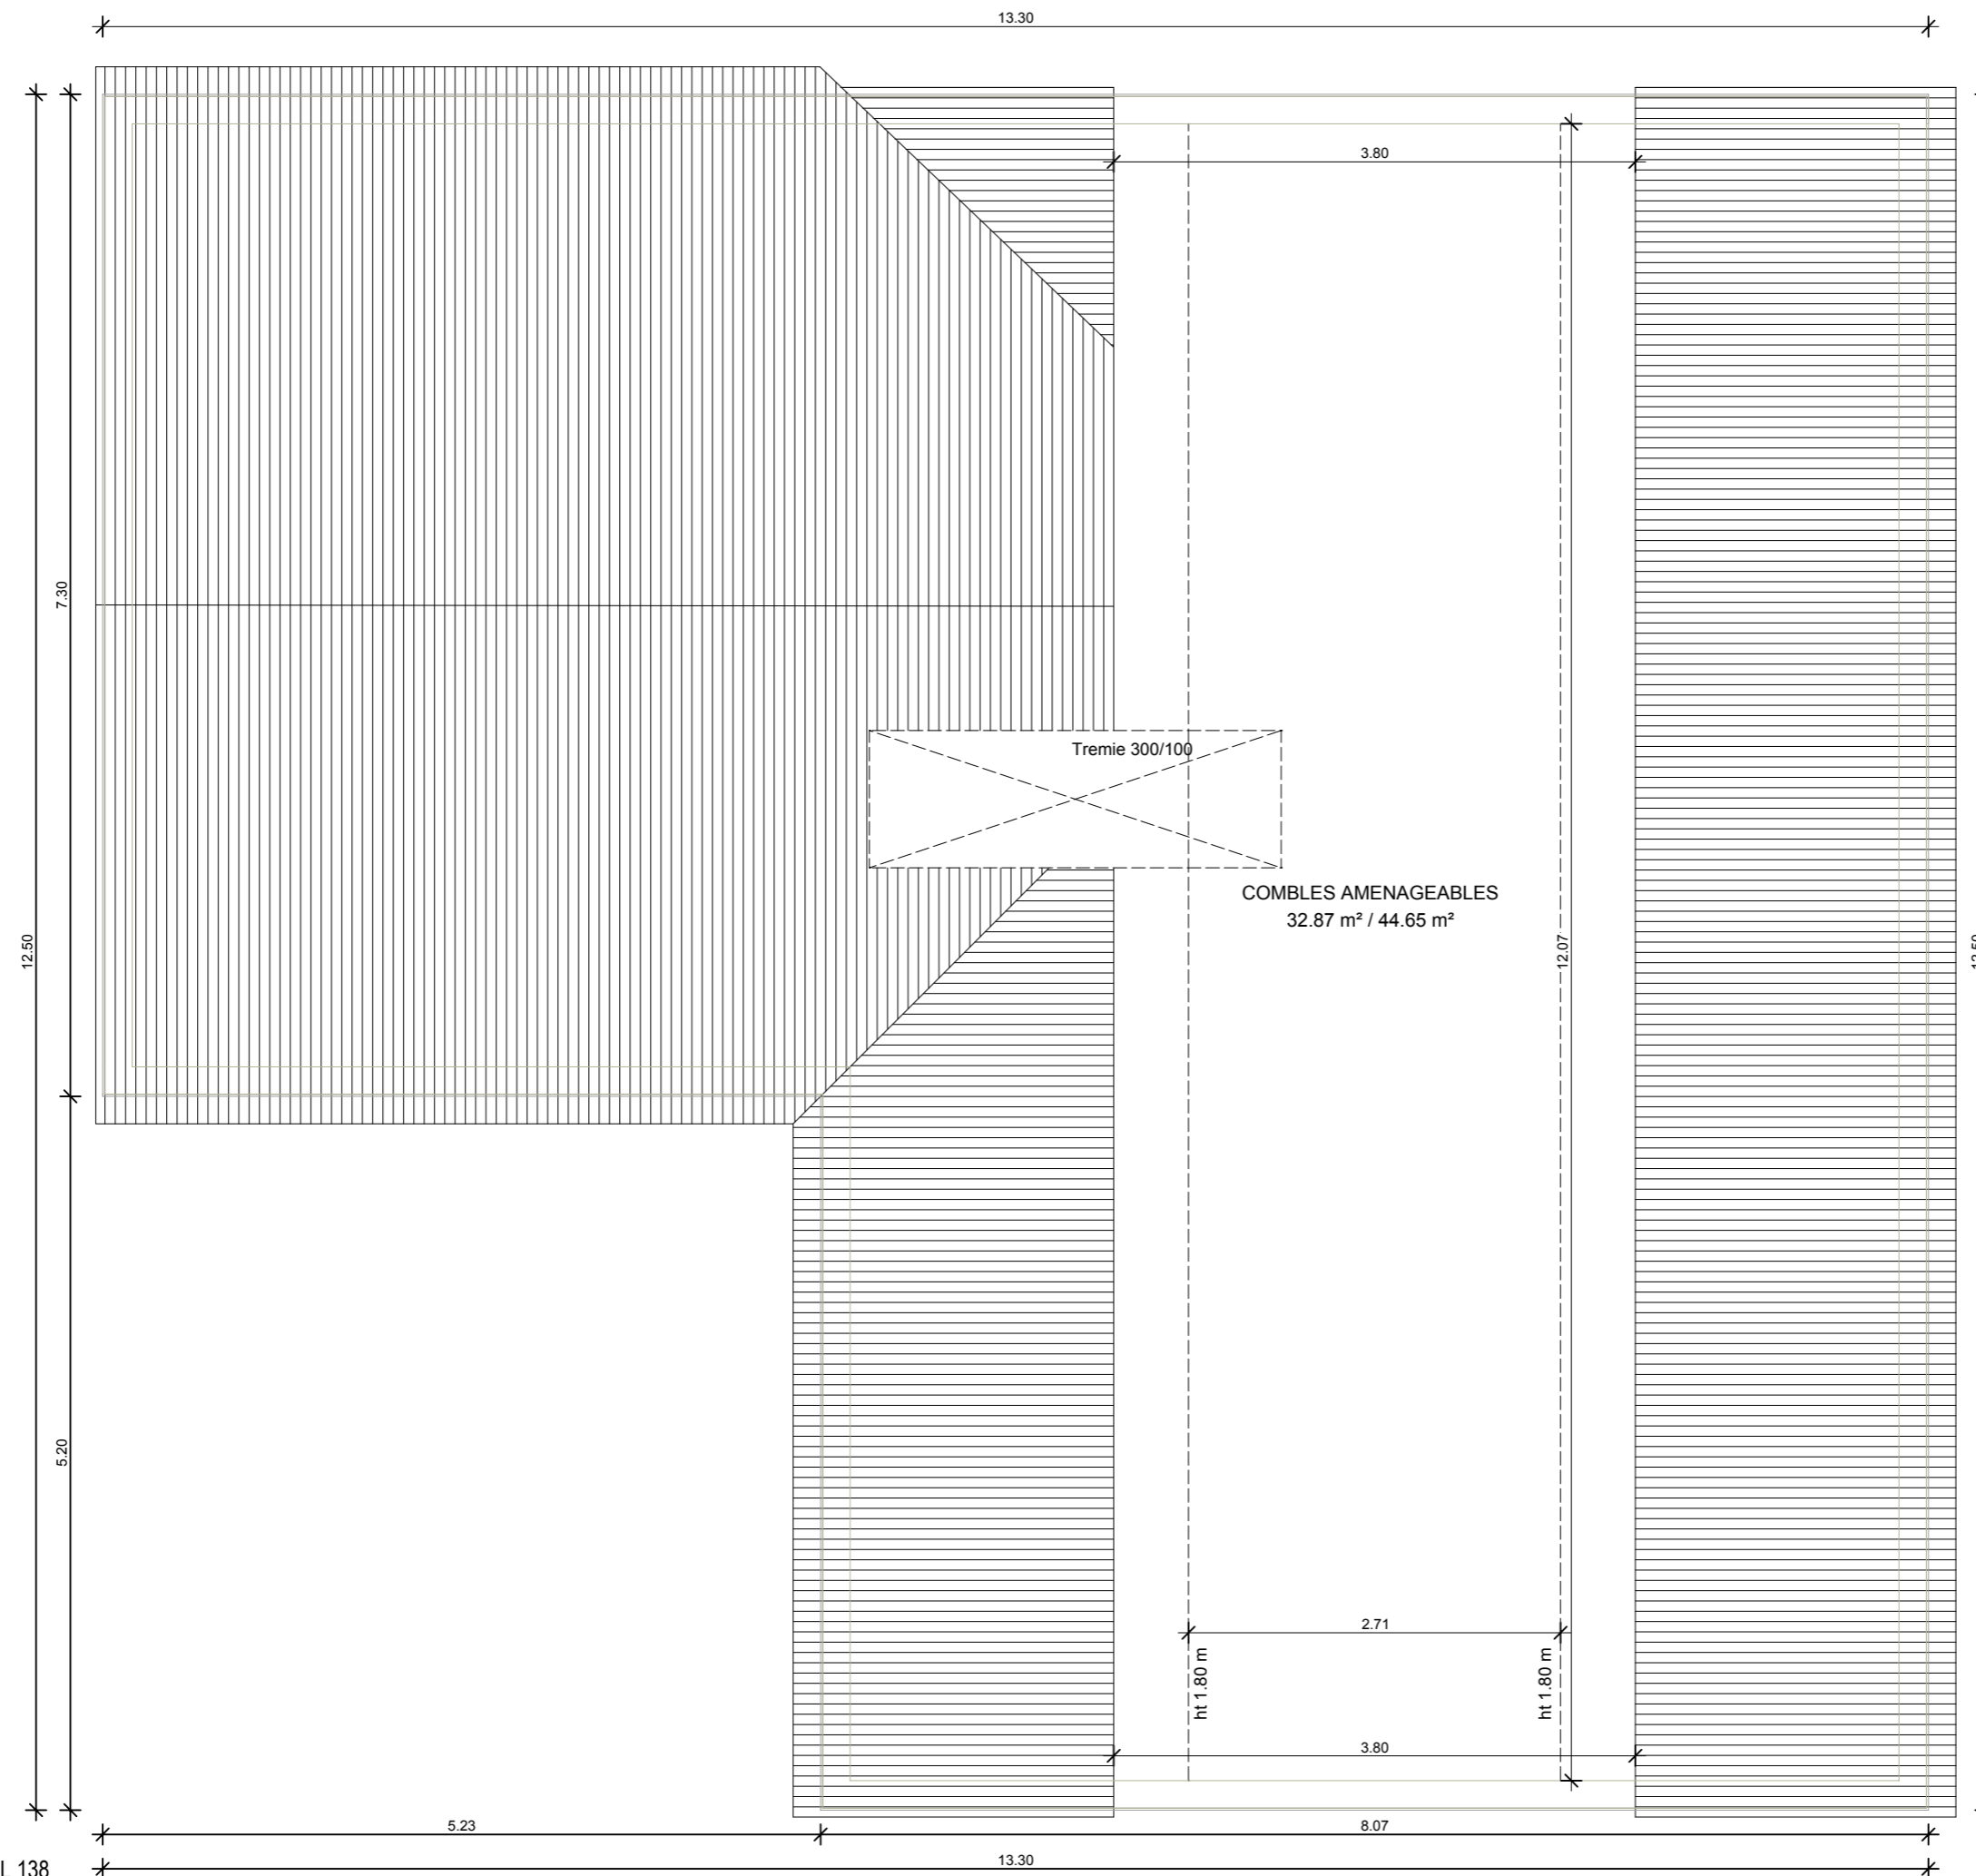 13.30
3.80
7.30
Tremie 300/100
COMBLES AMENAGEABLES
32.87 m² / 44.65 m²
12.50
12.07
5.20
2.71
ht 1.80 m
ht 1.80 m
3.80
5.23
8.07
13.30
138